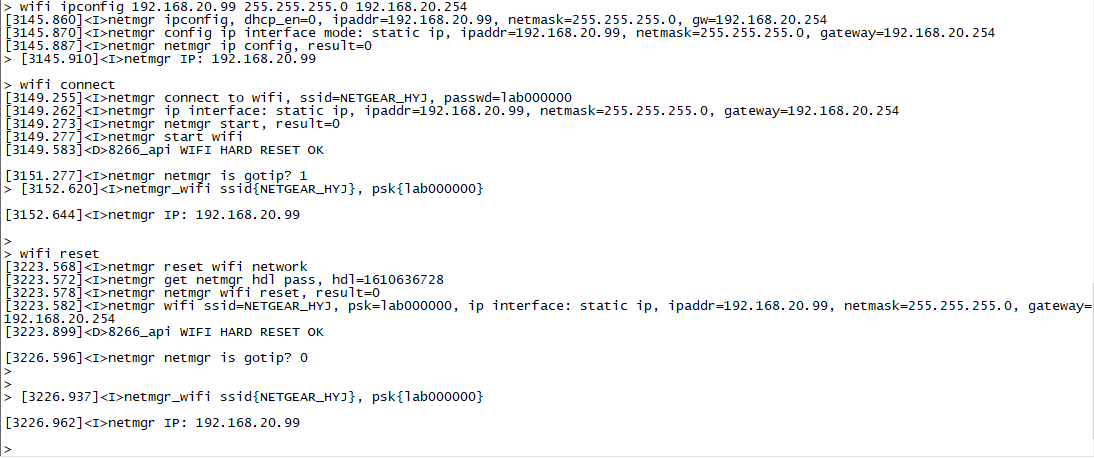 > wifi ipconfig 192.168.20.99 255.255.255.0 192.168.20.254
[3145.860]<I>netmgr ipconfig, dhcp_en=0, ipaddr=192.168.20.99, netmask=255.255.255.0, gw=192.168.20.254
[3145.870]<I>netmgr config ip interface mode: static ip, ipaddr=192.168.20.99, netmask=255.255.255.0, gateway=192.168.20.254
[3145.887]<I>netmgr netmgr ip config, result=0
> [3145.910]<I>netmgr IP: 192.168.20.99
> wifi connect
[3149.255]<I>netmgr connect to wifi, ssid=NETGEAR_HYJ, passwd=lab000000
[3149.262]<I>netmgr ip interface: static ip, ipaddr=192.168.20.99, netmask=255.255.255.0, gateway=192.168.20.254
[3149.273]<I>netmgr netmgr start, result=0
[3149.277]<I>netmgr start wifi
[3149.583]<D>8266_api WIFI HARD RESET OK
[3151.277]<I>netmgr netmgr is gotip? 1
> [3152.620]<I>netmgr_wifi ssid{NETGEAR_HYJ}, psk{lab000000}
[3152.644]<I>netmgr IP: 192.168.20.99
>
> wifi reset
[3223.568]<I>netmgr reset wifi network
[3223.572]<I>netmgr get netmgr hdl pass, hdl=1610636728
[3223.578]<I>netmgr netmgr wifi reset, result=0
[3223.582]<I>netmgr wifi ssid=NETGEAR_HYJ, psk=lab000000, ip interface: static ip, ipaddr=192.168.20.99, netmask=255.255.255.0, gateway=
192.168.20.254
[3223.899]<D>8266_api WIFI HARD RESET OK
[3226.596]<I>netmgr netmgr is gotip? 0
>
>
> [3226.937]<I>netmgr_wifi ssid{NETGEAR_HYJ}, psk{lab000000}
[3226.962]<I>netmgr IP: 192.168.20.99
>